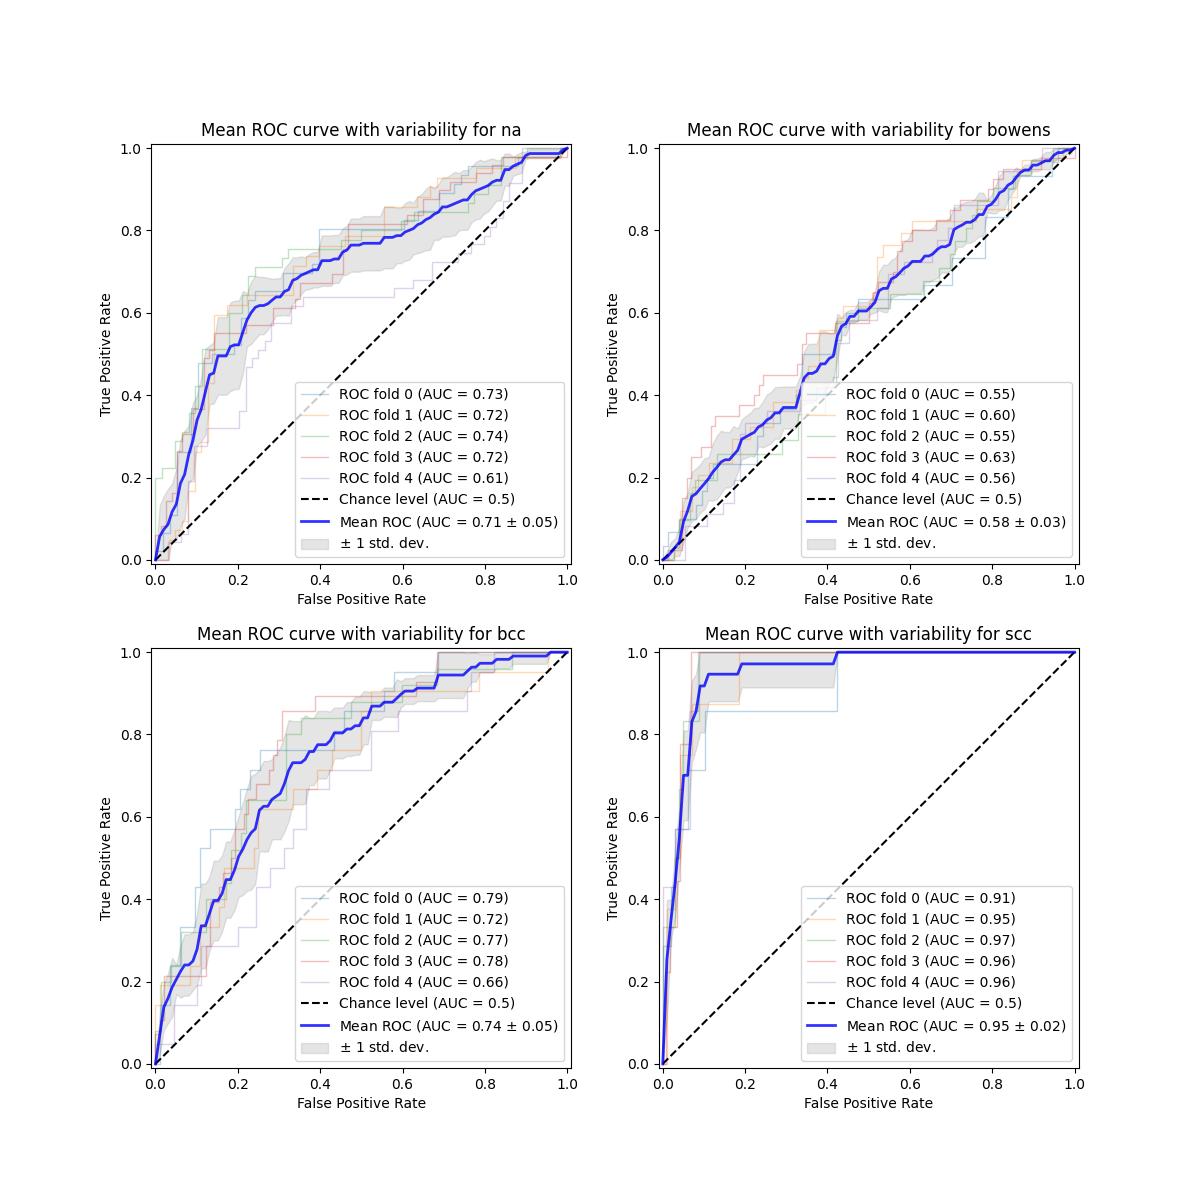 Mean ROC curve with variability for na
1.0
0.8
0.6
0.4
0.2
0.0
True Positive Rate
ROC fold 0 (AUC = 0.73)
ROC fold 1 (AUC = 0.72)
ROC fold 2 (AUC = 0.74)
ROC fold 3 (AUC = 0.72)
ROC fold 4 (AUC = 0.61)
Chance level (AUC = 0.5)
Mean ROC (AUC = 0.71 ± 0.05)
± 1 std. dev.
0.0 0.2 0.4 0.6 0.8 1.0
False Positive Rate
Mean ROC curve with variability for bowens
1.0
0.8
0.6
0.4
0.2
0.0
True Positive Rate
ROC fold 0 (AUC = 0.55)
ROC fold 1 (AUC = 0.60)
ROC fold 2 (AUC = 0.55)
ROC fold 3 (AUC = 0.63)
ROC fold 4 (AUC = 0.56)
Chance level (AUC = 0.5)
Mean ROC (AUC = 0.58 ± 0.03)
± 1 std. dev.
0.0 0.2 0.4 0.6 0.8 1.0
False Positive Rate
Mean ROC curve with variability for bcc
1.0
0.8
0.6
0.4
0.2
0.0
True Positive Rate
ROC fold 0 (AUC = 0.79)
ROC fold 1 (AUC = 0.72)
ROC fold 2 (AUC = 0.77)
ROC fold 3 (AUC = 0.78)
ROC fold 4 (AUC = 0.66)
Chance level (AUC = 0.5)
Mean ROC (AUC = 0.74 ± 0.05)
± 1 std. dev.
0.0 0.2 0.4 0.6 0.8 1.0
False Positive Rate
Mean ROC curve with variability for scc
1.0
0.8
0.6
0.4
0.2
0.0
True Positive Rate
ROC fold 0 (AUC = 0.91)
ROC fold 1 (AUC = 0.95)
ROC fold 2 (AUC = 0.97)
ROC fold 3 (AUC = 0.96)
ROC fold 4 (AUC = 0.96)
Chance level (AUC = 0.5)
Mean ROC (AUC = 0.95 ± 0.02)
± 1 std. dev.
0.0 0.2 0.4 0.6 0.8 1.0
False Positive Rate